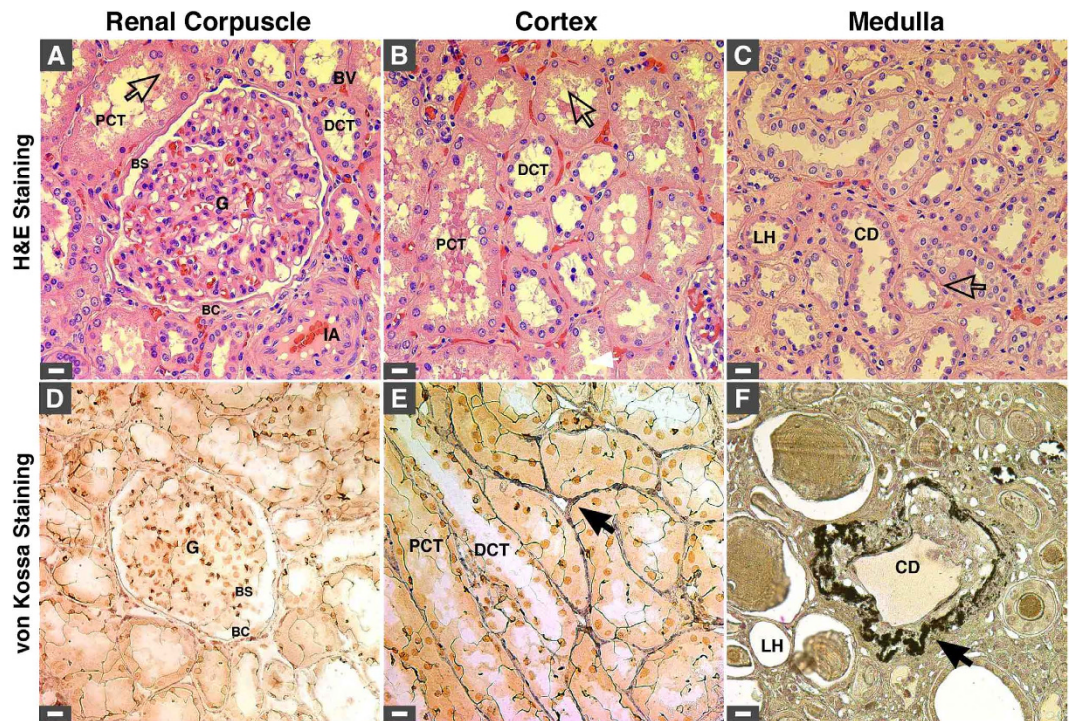 Renal Corpuscle
Cortex
Medulla
H&E Staining
A
PCT
BV
DCT
BS
G
BC
IA
B
DCT
PCT
C
LH
CD
von Kossa Staining
D
G
BS
BC
E
PCT
DCT
F
CD
LH